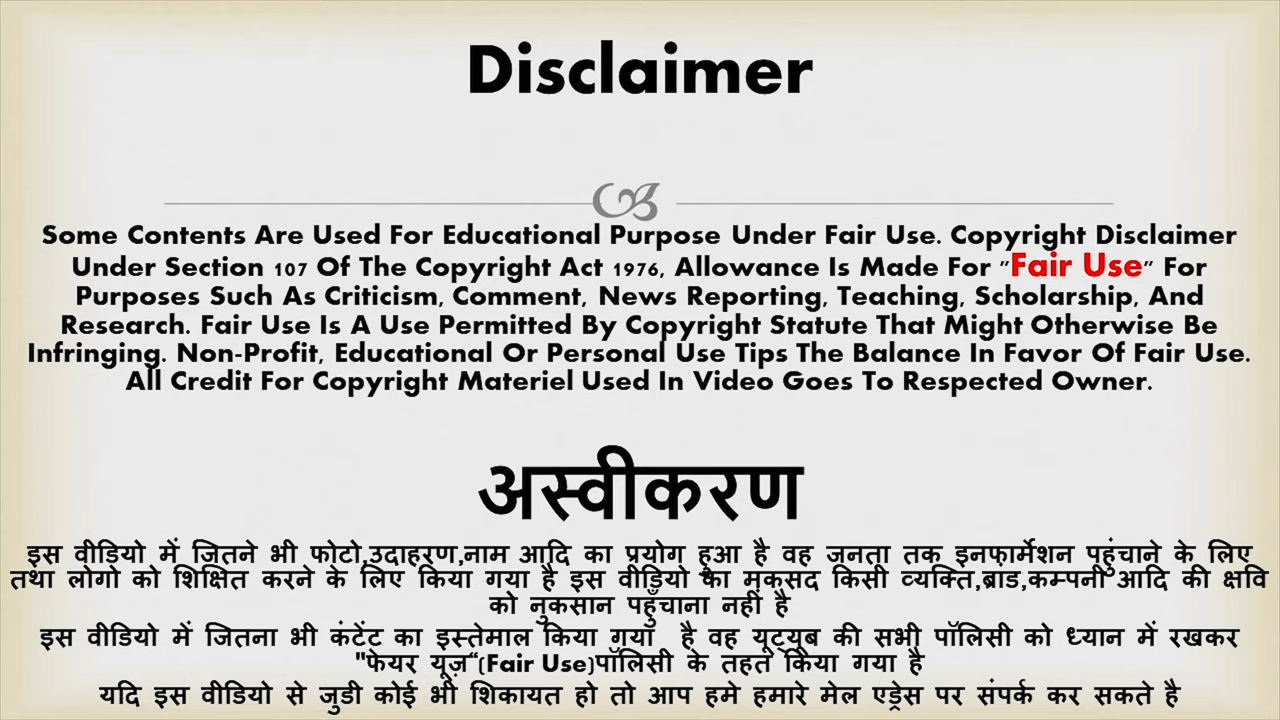 Disclaimer
Some Contents Are Used For Educational Purpose Under Fair Use. Copyright Disclaimer
Under Section 107 Of The Copyright Act 1976, Allowance Is Made For "Fair Use" For
Purposes Such As Criticism, Comment, News Reporting, Teaching, Scholarship, And
Research. Fair Use Is A Use Permitted By Copyright Statute That Might Otherwise Be
Infringing. Non-Profit, Educational Or Personal Use Tips The Balance In Favor Of Fair Use.
All Credit For Copyright Materiel Used In Video Goes To Respected Owner.
अस्वीकरण
इस वीडियो में जितने भी फोटो,उदाहरण,नाम आदि का प्रयोग हुआ है वह जनता तक इनफ़ार्मेशन पहुंचाने के लिए
तथा लोगो को शिक्षित करने के लिए किया गया है इस वीडियो का मक़सद किसी व्यक्ति,ब्रांड,कम्पनी आदि की क्षवि
को नुकसान पहुँचाना नहीं है
इस वीडियो में जितना भी कंटेंट का इस्तेमाल किया गया है वह यूट्यूब की सभी पॉलिसी को ध्यान में रखकर
"फेयर यूज़“(Fair Use)पॉलिसी के तहत किया गया है
यदि इस वीडियो से जुडी कोई भी शिकायत हो तो आप हमे हमारे मेल एड्रेस पर संपर्क कर सकते है